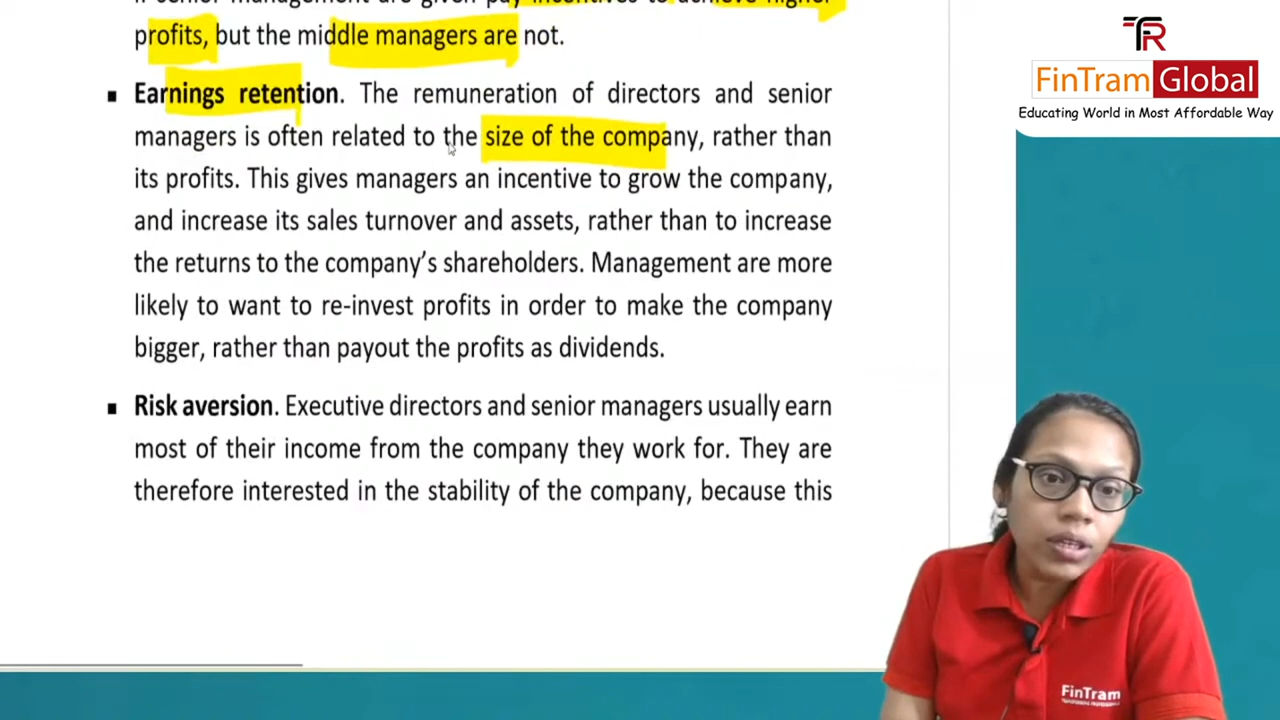 profits, but the middle managers are not.
▪ Earnings retention. The remuneration of directors and senior
managers is often related to the size of the company, rather than
its profits. This gives managers an incentive to grow the company,
and increase its sales turnover and assets, rather than to increase
the returns to the company’s shareholders. Management are more
likely to want to re-invest profits in order to make the company
bigger, rather than payout the profits as dividends.
▪ Risk aversion. Executive directors and senior managers usually earn
most of their income from the company they work for. They are
therefore interested in the stability of the company, because this
FinTram Global
Educating World in Most Affordable Way
FinTram